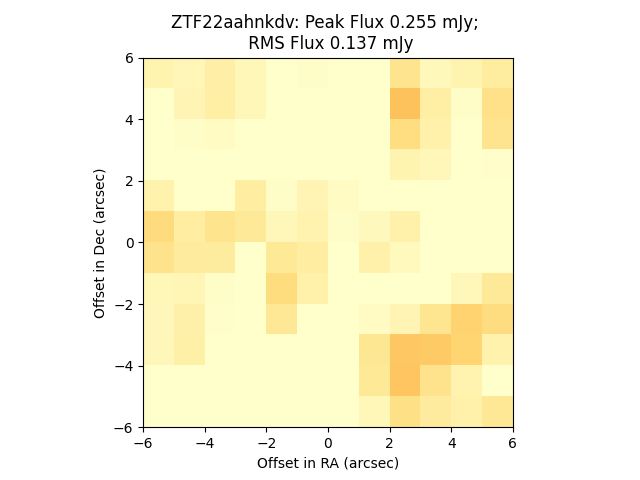 ZTF22aahnkdv: Peak Flux 0.255 mJy;
RMS Flux 0.137 mJy
6
4
2
0
−2
−4
−6
Offset in Dec (arcsec)
−6 −4 −2 0 2 4 6
Offset in RA (arcsec)